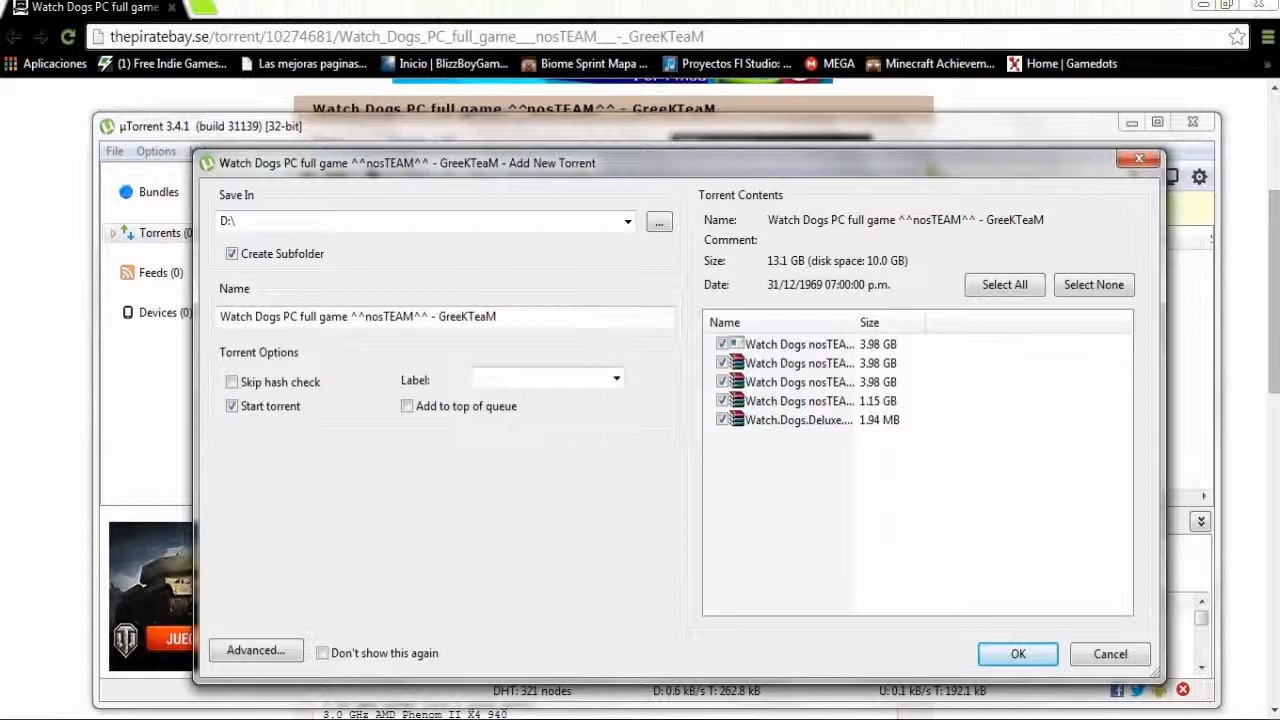 Watch Dogs PC full game
thepiratebay.se/torrent/10274681/Watch_Dogs_PC_full_game___nosTEAM___-_GreeKTeaM
Aplicaciones (1) Free Indie Games... Las mejores paginas... Inicio | BlizzBoyGam... Biome Sprint Mapa ... Proyectos Fl Studio: ... MEGA Minecraft Achievem... Home | Gamedots
Watch Dogs PC full game ^^nosTEAM^^ - GreeKTeaM
µTorrent 3.4.1 (build 31139) [32-bit]
File Options
Watch Dogs PC full game ^^nosTEAM^^ - GreeKTeaM - Add New Torrent
Bundles
Torrents (0
Feeds (0)
Devices (0)
Save In
D:\
...
Create Subfolder
Name
Watch Dogs PC full game ^^nosTEAM^^ - GreeKTeaM
Torrent Options
Skip hash check
Label:
Start torrent
Add to top of queue
Torrent Contents
Name: Watch Dogs PC full game ^^nosTEAM^^ - GreeKTeaM
Comment:
Size: 13.1 GB (disk space: 10.0 GB)
Date: 31/12/1969 07:00:00 p.m.
Select All Select None
Name Size
Watch Dogs nosTEA... 3.98 GB
Watch Dogs nosTEA... 3.98 GB
Watch Dogs nosTEA... 3.98 GB
Watch Dogs nosTEA... 1.15 GB
Watch.Dogs.Deluxe.... 1.94 MB
JUE
Advanced... Don't show this again OK Cancel
DHT: 321 nodes D: 0.6 kB/s T: 262.8 kB U: 0.1 kB/s T: 192.1 kB
3.0 GHz AMD Phenom II X4 940